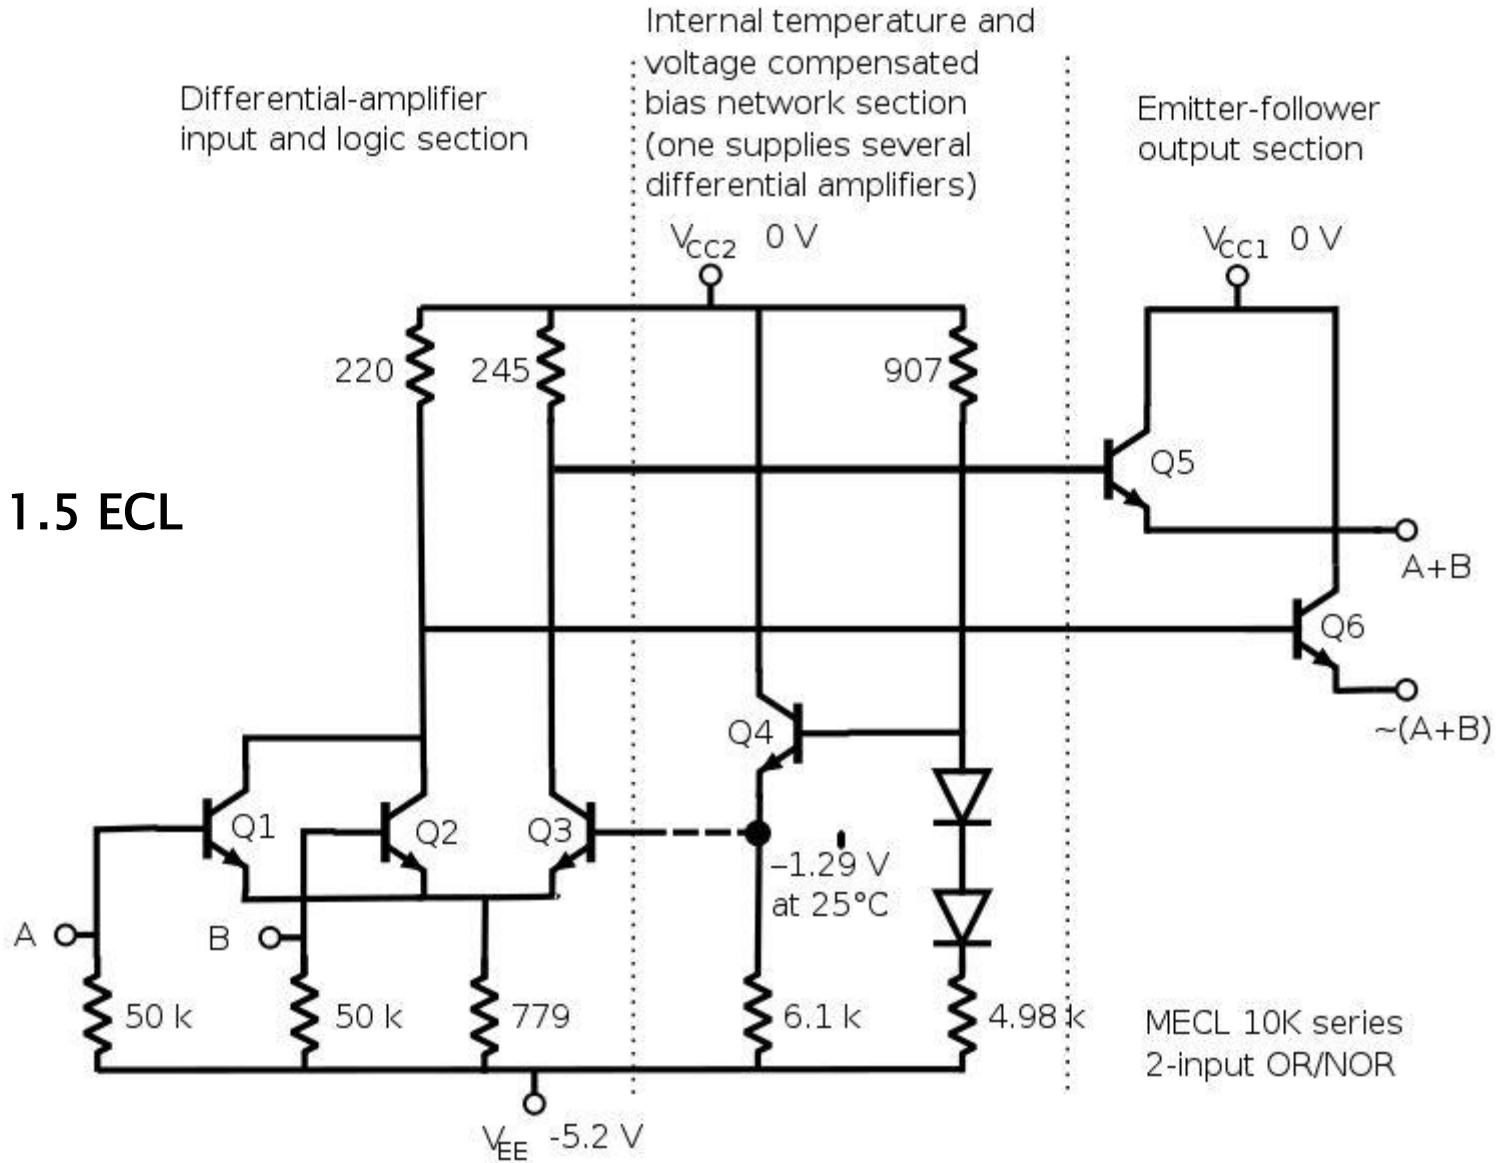 Internal temperature and
voltage compensated
bias network section
(one supplies several
differential amplifiers)
Differential-amplifier
input and logic section
Emitter-follower
output section
VCC2 0 V
VCC1 0 V
220
245
907
Q5
1.5 ECL
A+B
Q6
~(A+B)
Q4
Q1
Q2
Q3
–1.29 V
at 25°C
A
B
50 k
50 k
779
6.1 k
4.98 k
MECL 10K series
2-input OR/NOR
VEE -5.2 V